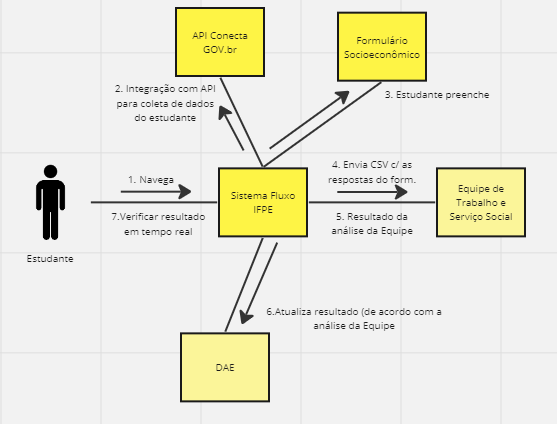 API Conecta
GOV.br
Formulário
Socioeconômico
2. Integração com API
para coleta de dados
do estudante
3. Estudante preenche
1. Navega
4. Envia CSV c/ as
respostas do form.
Sistema Fluxo
IFPE
Equipe de
Trabalho e
Serviço Social
7.Verificar resultado
em tempo real
5. Resultado da
análise da Equipe
Estudante
6.Atualiza resultado (de acordo com a
análise da Equipe
DAE